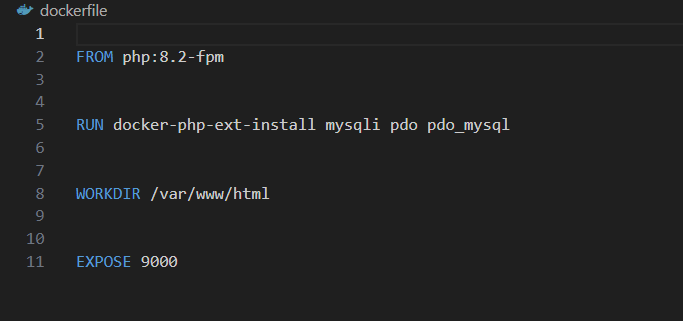 dockerfile
1
2 FROM php:8.2-fpm
3
4
5 RUN docker-php-ext-install mysqli pdo pdo_mysql
6
7
8 WORKDIR /var/www/html
9
10
11 EXPOSE 9000